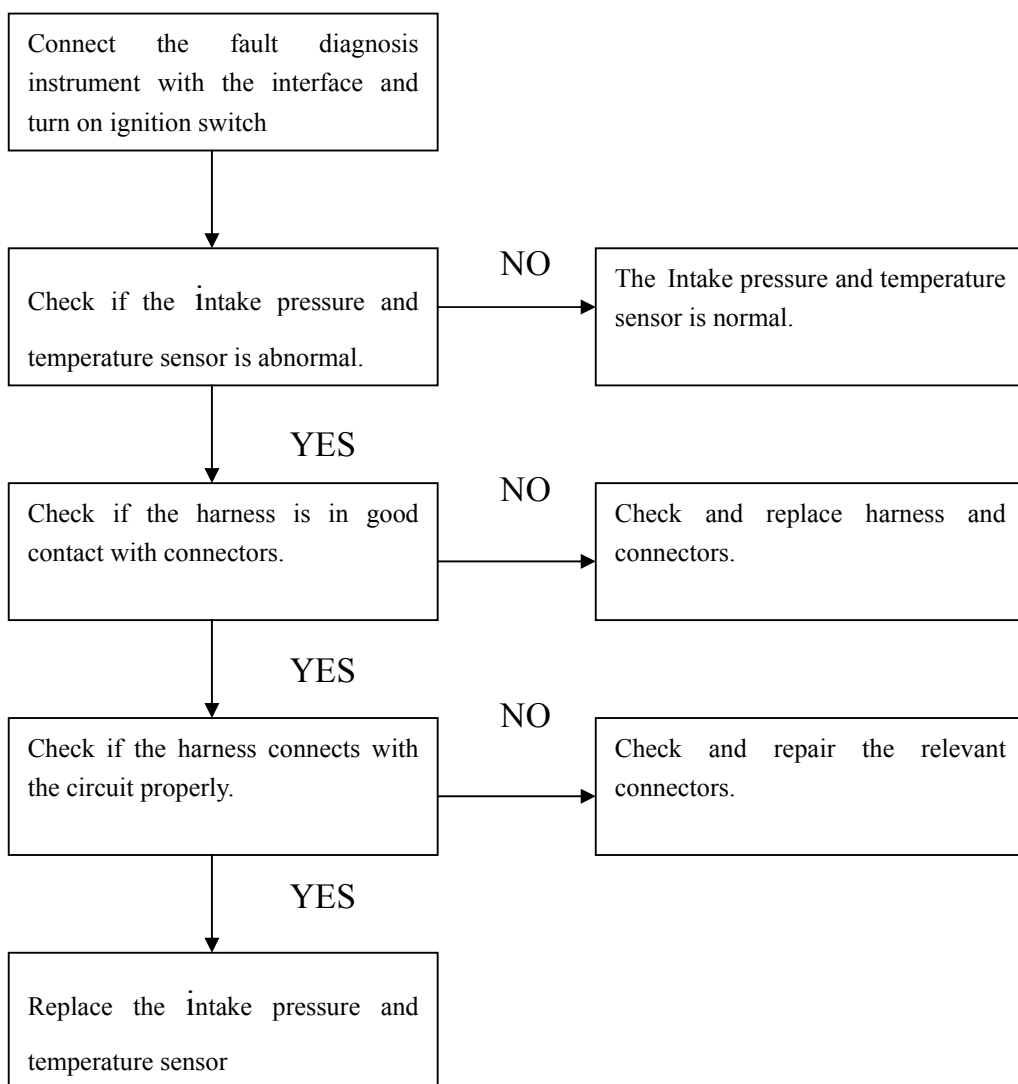 Connect the fault diagnosis
instrument with the interface and
turn on ignition switch
NO
Check if the intake pressure and
temperature sensor is abnormal.
The Intake pressure and temperature
sensor is normal.
YES
NO
Check if the harness is in good
contact with connectors.
Check and replace harness and
connectors.
YES
NO
Check if the harness connects with
the circuit properly.
Check and repair the relevant
connectors.
YES
Replace the intake pressure and
temperature sensor